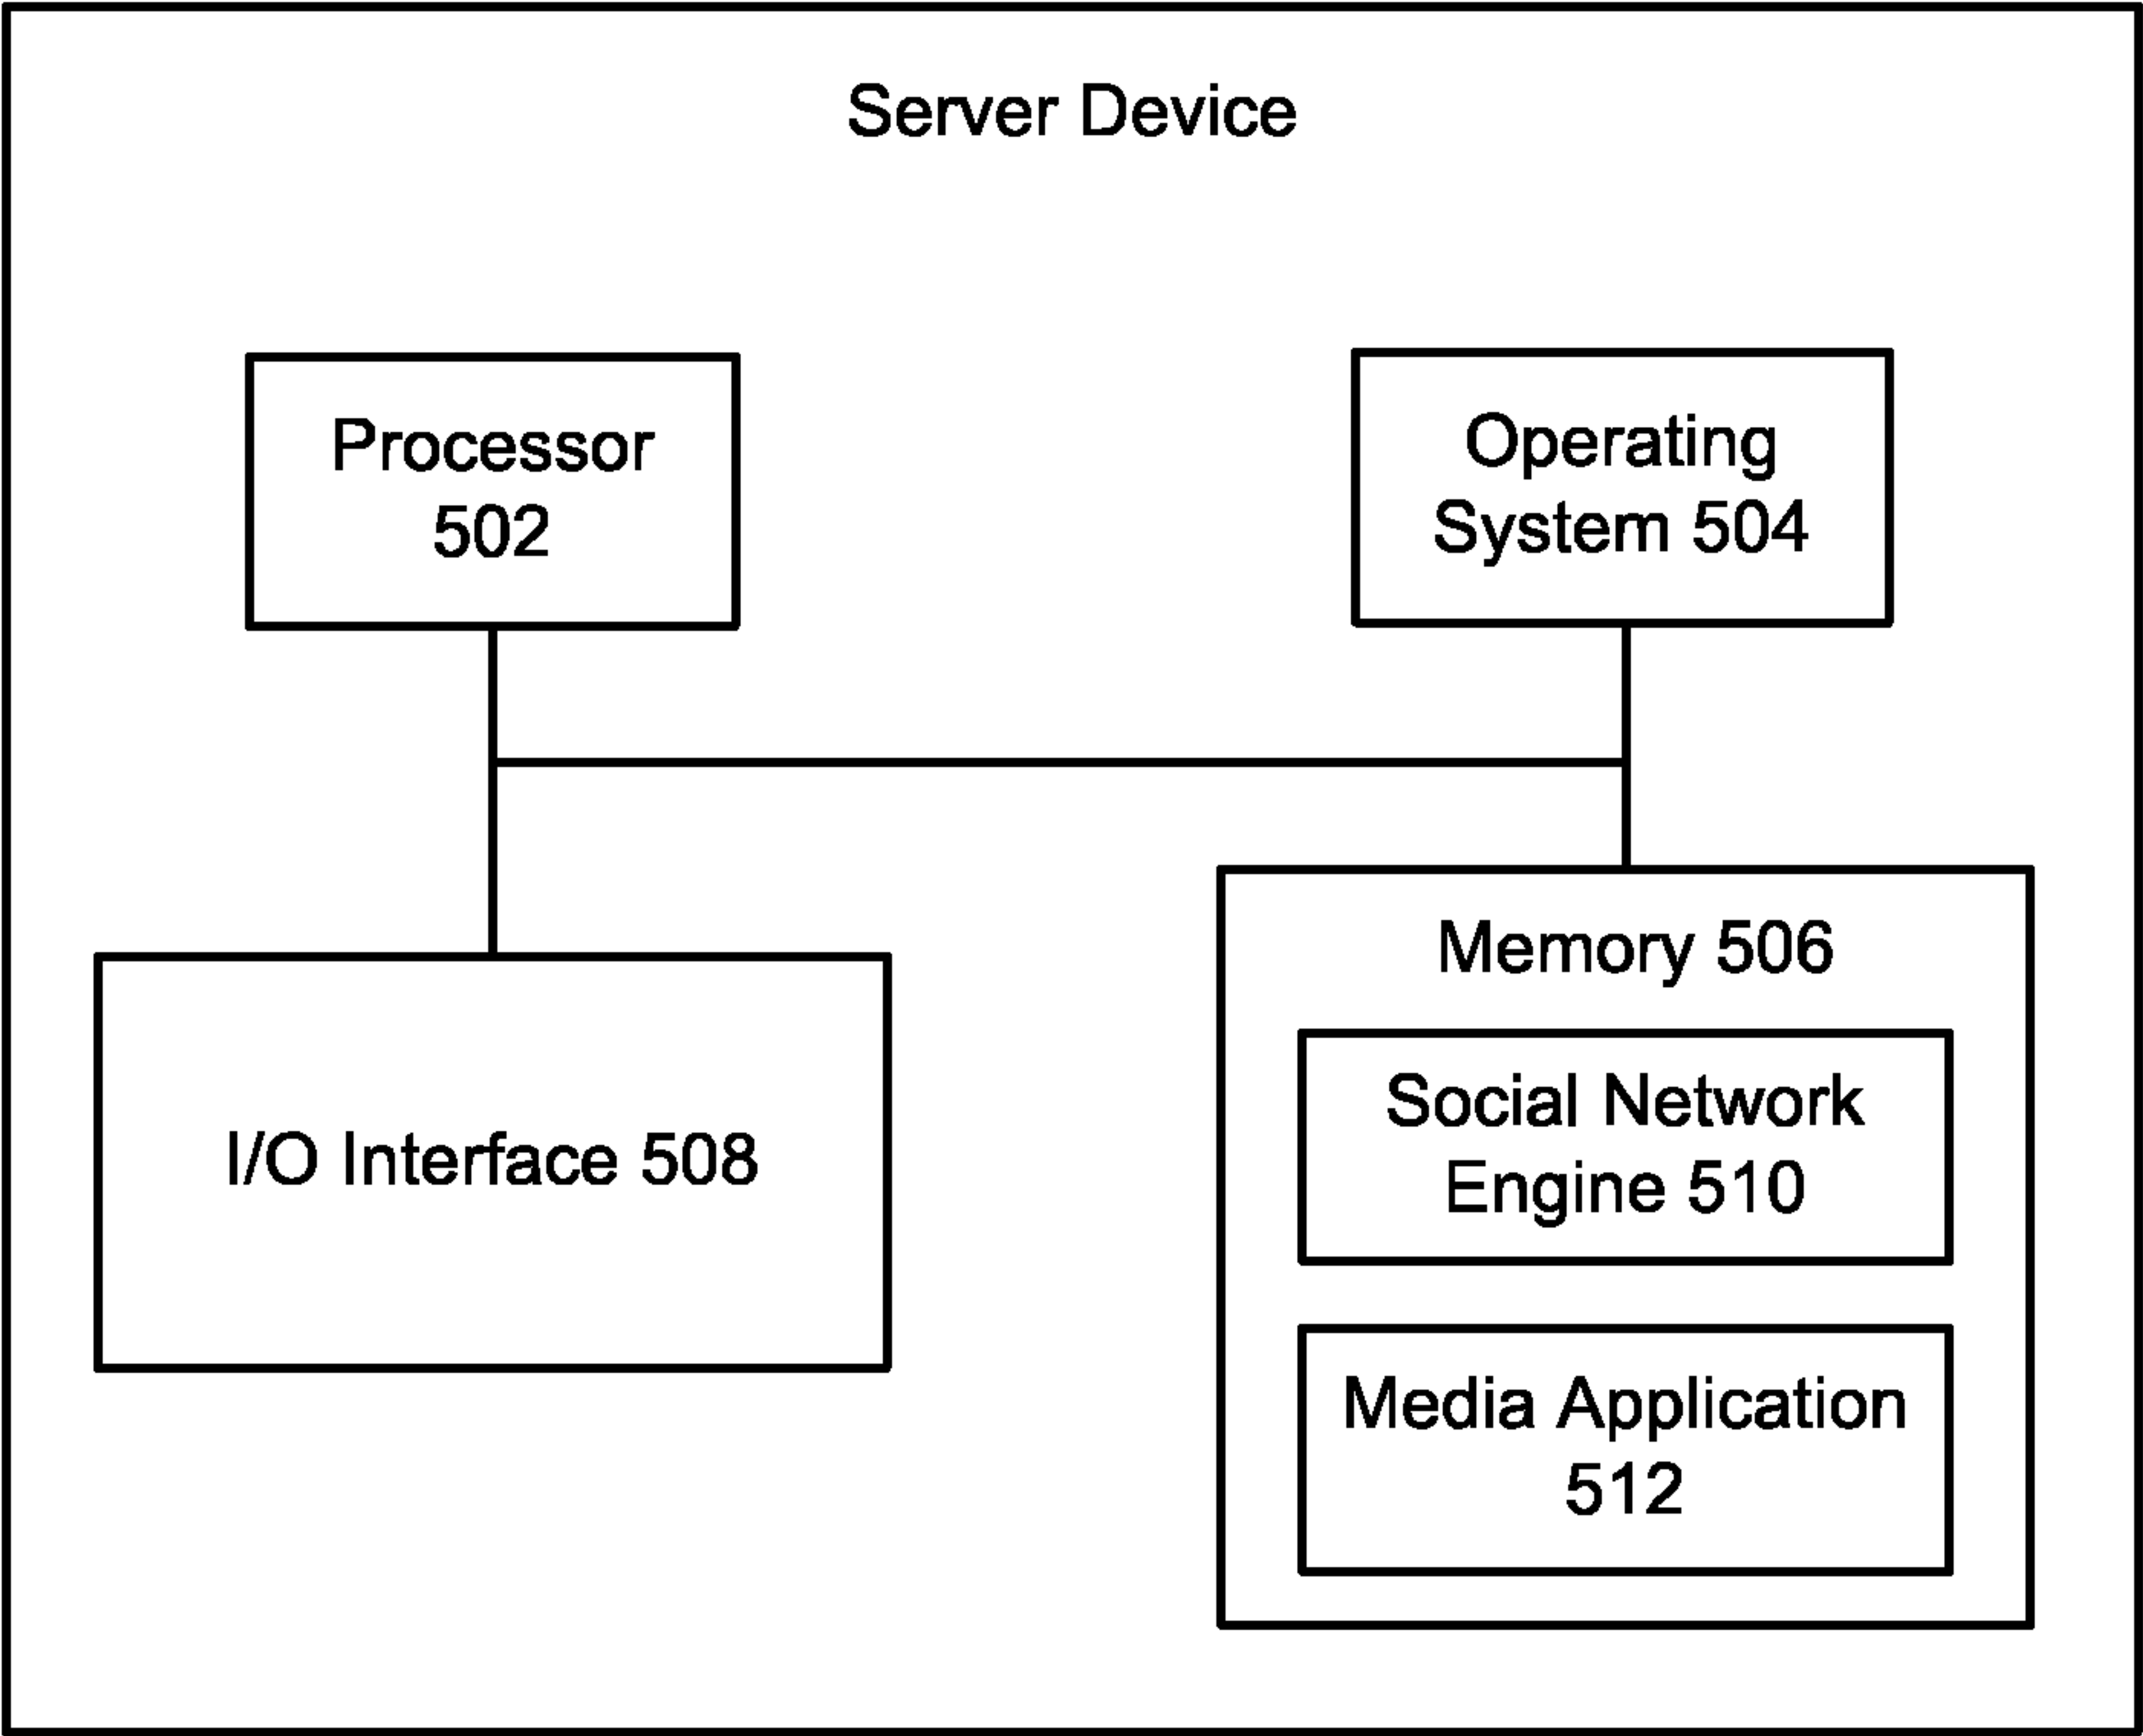 Server Device
Processor
502
Operating
System 504
I/O Interface 508
Memory 506
Social Network
Engine 510
Media Application
512